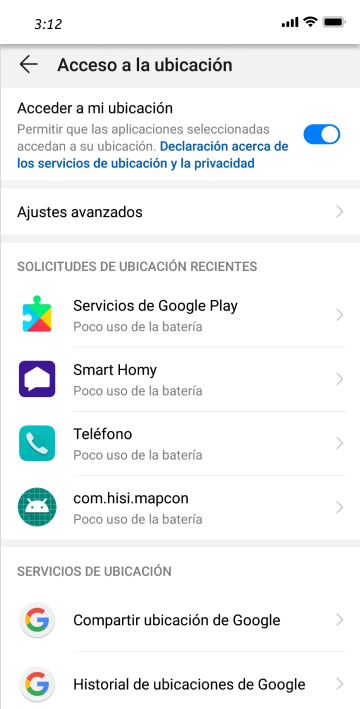 3:12
Acceso a la ubicación
Acceder a mi ubicación
Permitir que las aplicaciones seleccionadas
accedan a su ubicación. Declaración acerca de
los servicios de ubicación y la privacidad
Ajustes avanzados
SOLICITUDES DE UBICACIÓN RECIENTES
Servicios de Google Play
Poco uso de la batería
Smart Homy
Poco uso de la batería
Teléfono
Poco uso de la batería
com.hisi.mapcon
Poco uso de la batería
SERVICIOS DE UBICACIÓN
Compartir ubicación de Google
Historial de ubicaciones de Google